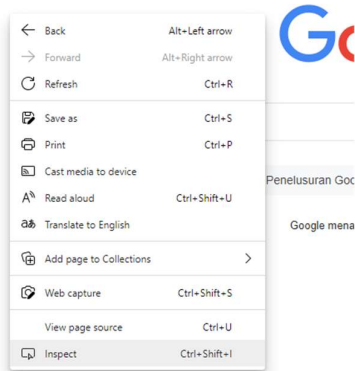 Back Alt+Left arrow
Forward Alt+Right arrow
Refresh Ctrl+R
Save as Ctrl+S
Print Ctrl+P
Cast media to device
Read aloud Ctrl+Shift+U
Translate to English
Add page to Collections
Web capture Ctrl+Shift+S
View page source Ctrl+U
Inspect Ctrl+Shift+I
Go
Penelusuran Goo
Google mena